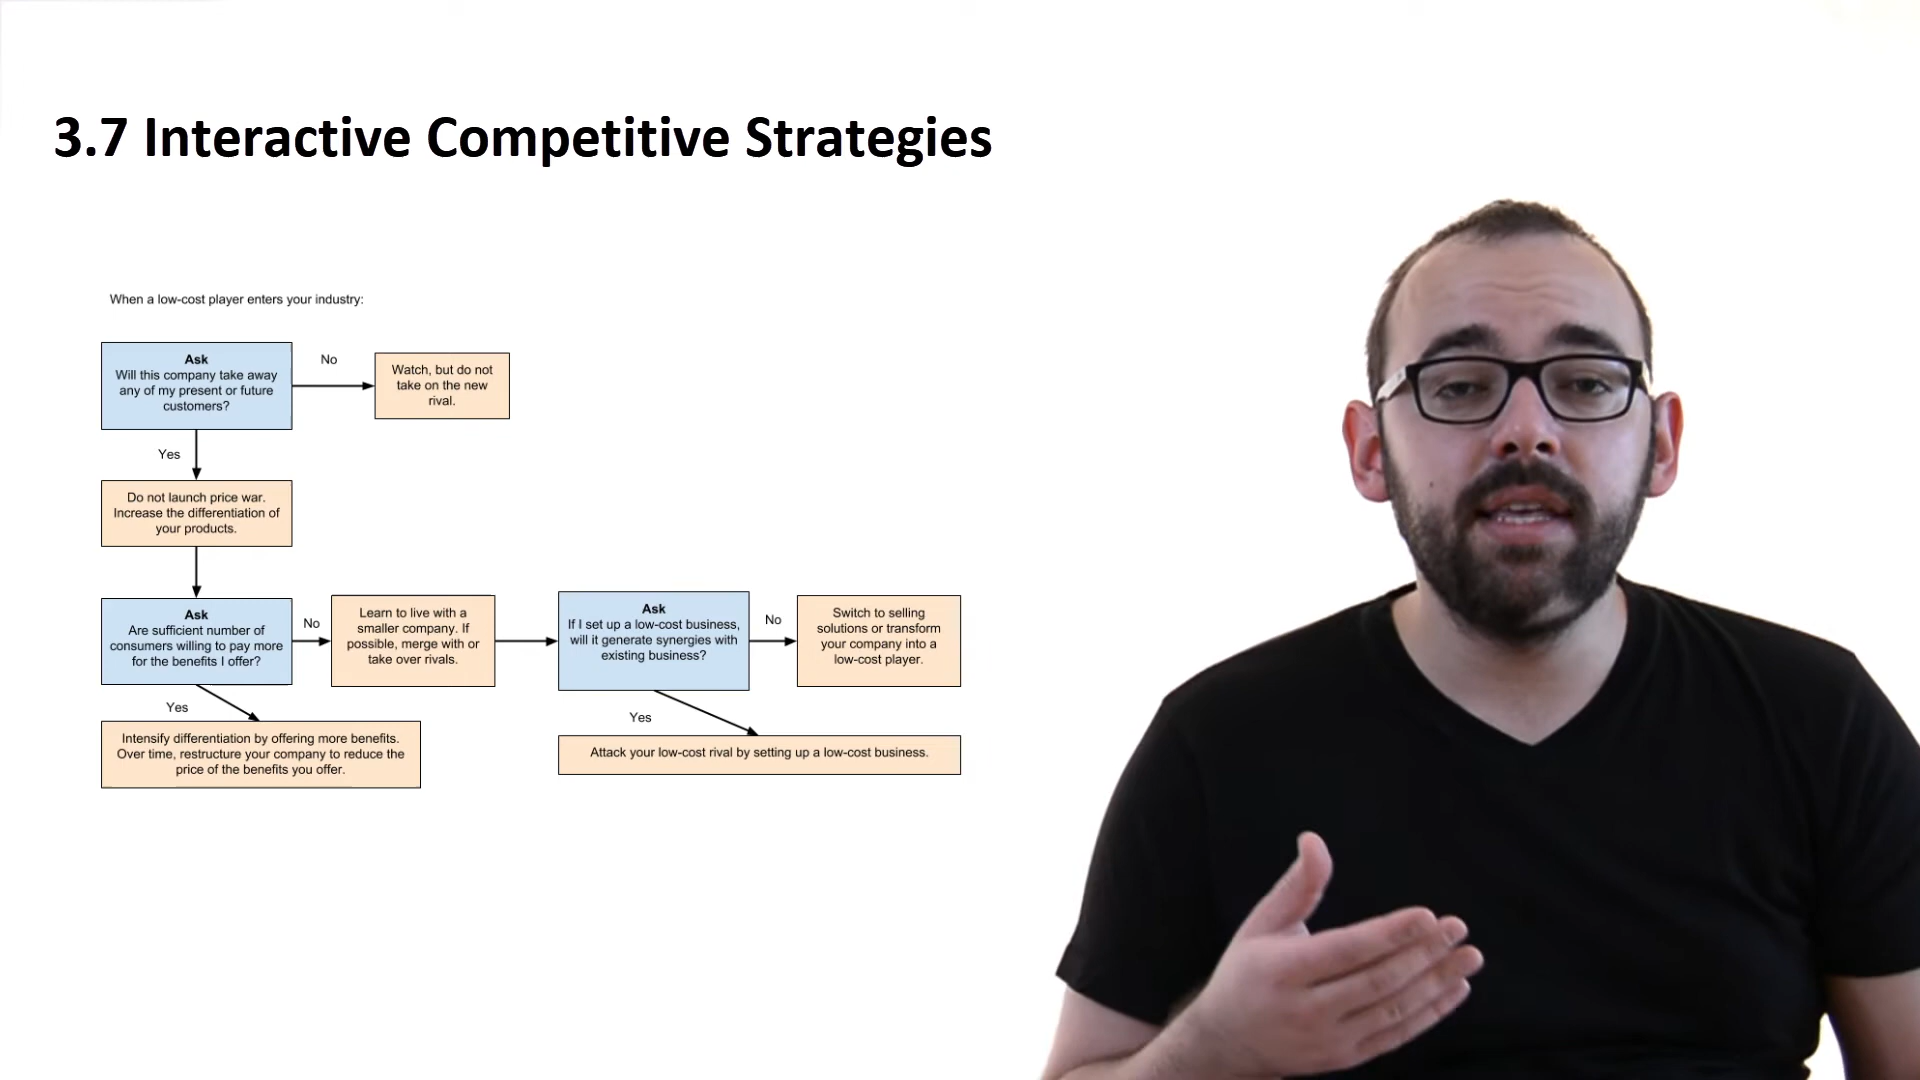 3.7 Interactive Competitive Strategies
When a low-cost player enters your industry:
Ask
Will this company take away
any of my present or future
customers?
No
Watch, but do not
take on the new
rival.
Yes
Do not launch price war.
Increase the differentiation of
your products.
Ask
Are sufficient number of
consumers willing to pay more
for the benefits I offer?
No
Learn to live with a
smaller company. If
possible, merge with or
take over rivals.
Ask
If I set up a low-cost business,
will it generate synergies with
existing business?
No
Switch to selling
solutions or transform
your company into a
low-cost player.
Yes
Intensify differentiation by offering more benefits.
Over time, restructure your company to reduce the
price of the benefits you offer.
Yes
Attack your low-cost rival by setting up a low-cost business.